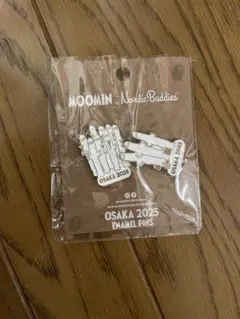 MOOMIN × NordicBuddies
OSAKA 2025
OSAKA 2025
OSAKA 2025
ENAMEL PINS